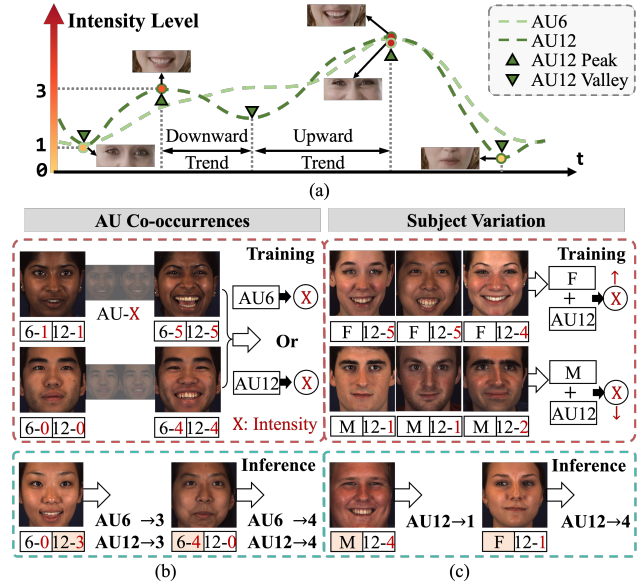 Intensity Level
AU6
AU12
AU12 Peak
AU12 Valley
3
1
0
Downward
Trend
Upward
Trend
t
(a)
AU Co-occurrences
Training
AU-X
6-1 12-1
6-5 12-5
6-0 12-0
6-4 12-4
AU6
X
Or
AU12
X
X: Intensity
Inference
6-0 12-3
AU6 →3
AU12→3
6-4 12-0
AU6 →4
AU12→4
(b)
Subject Variation
Training
F 12-5
F 12-5
F 12-4
F
+
AU12
X
↑
M 12-1
M 12-1
M 12-2
M
+
AU12
X
↓
Inference
M 12-4
AU12→1
F 12-1
AU12→4
(c)